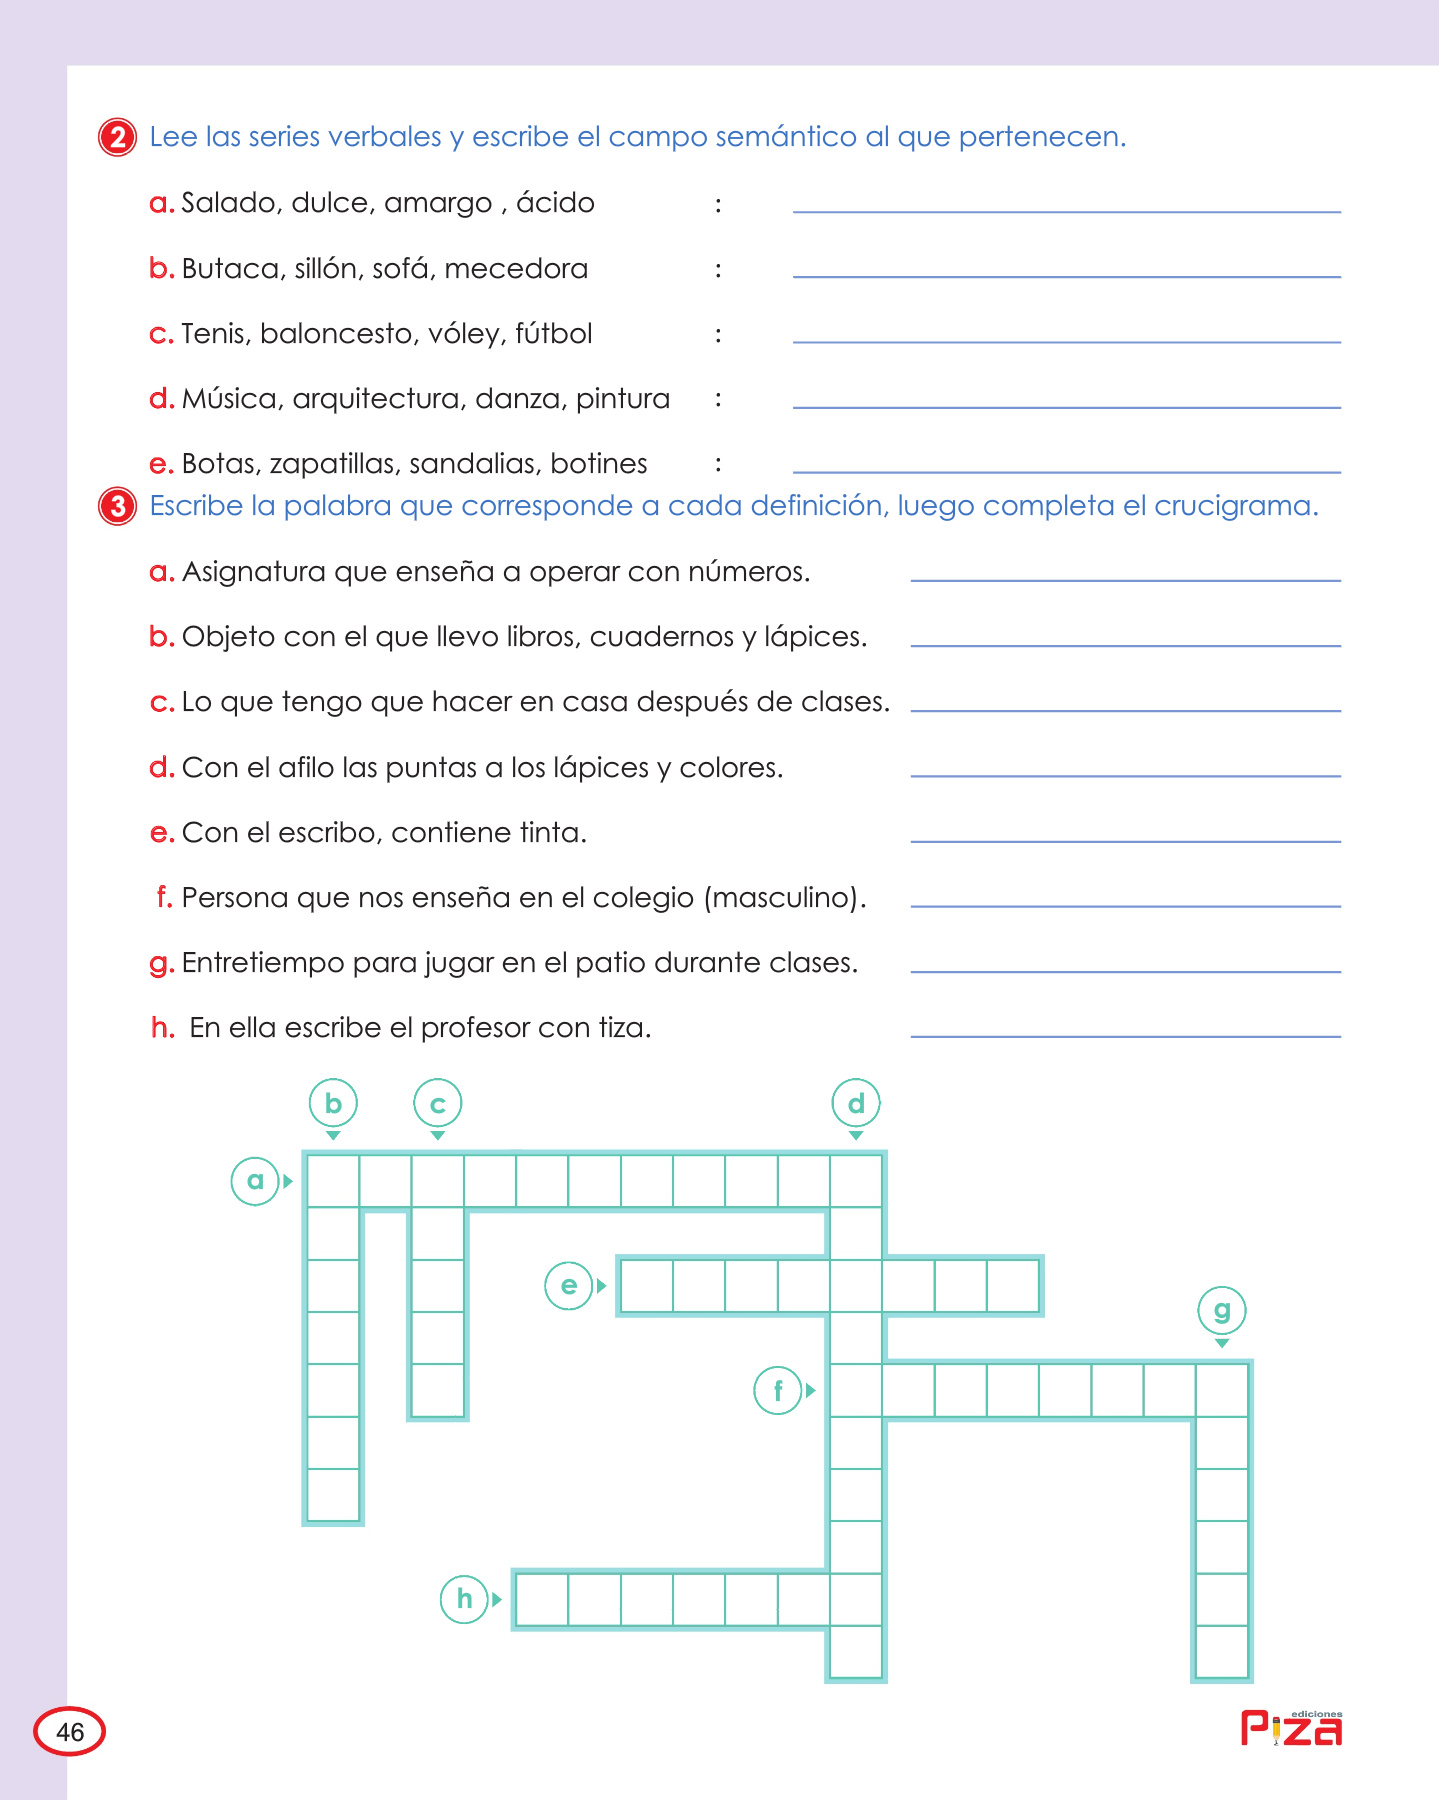 2 Lee las series verbales y escribe el campo semántico al que pertenecen.
a. Salado, dulce, amargo , ácido :
b. Butaca, sillón, sofá, mecedora :
c. Tenis, baloncesto, vóley, fútbol :
d. Música, arquitectura, danza, pintura :
e. Botas, zapatillas, sandalias, botines :
3 Escribe la palabra que corresponde a cada definición, luego completa el crucigrama.
a. Asignatura que enseña a operar con números.
b. Objeto con el que llevo libros, cuadernos y lápices.
c. Lo que tengo que hacer en casa después de clases.
d. Con el afilo las puntas a los lápices y colores.
e. Con el escribo, contiene tinta.
f. Persona que nos enseña en el colegio (masculino).
g. Entretiempo para jugar en el patio durante clases.
h. En ella escribe el profesor con tiza.
b c d
a
e
g
f
h
46
ediciones
Piza